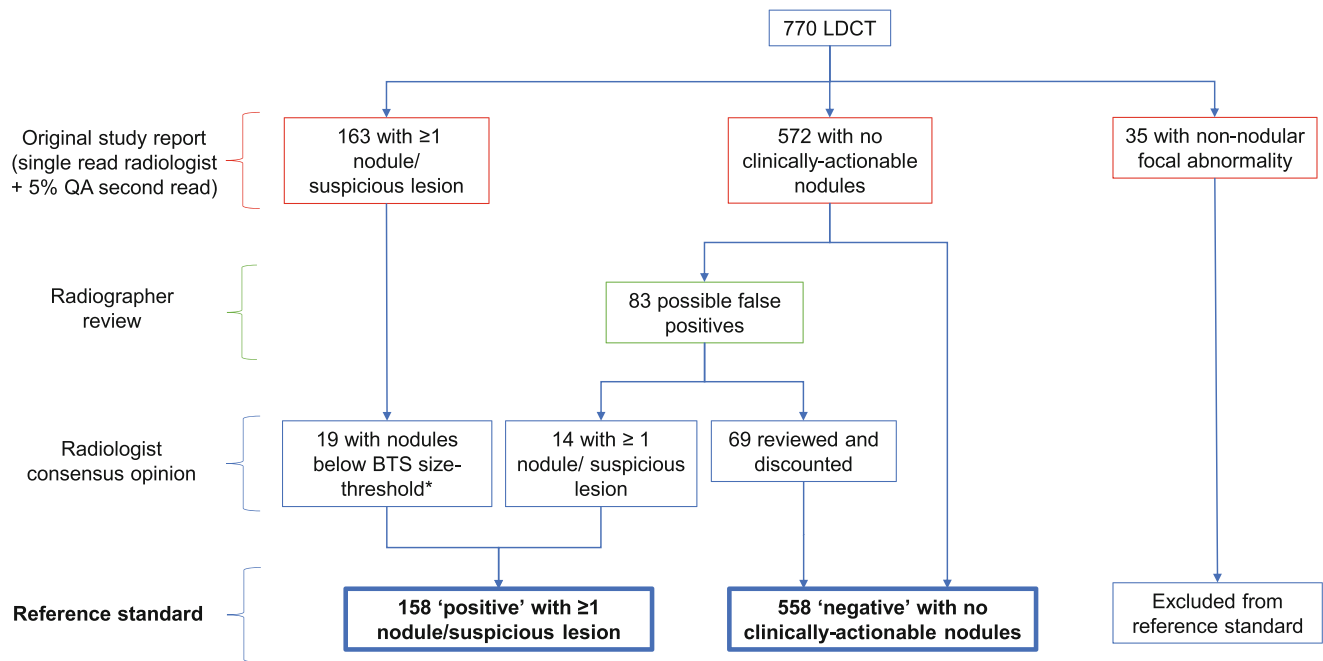 770 LDCT
Original study report
(single read radiologist
+ 5% QA second read)
163 with ≥1
nodule/
suspicious lesion
572 with no
clinically-actionable
nodules
35 with non-nodular
focal abnormality
Radiographer
review
83 possible false
positives
Radiologist
consensus opinion
19 with nodules
below BTS size-
threshold*
14 with ≥ 1
nodule/ suspicious
lesion
69 reviewed and
discounted
Reference standard
158 ‘positive’ with ≥1
nodule/suspicious lesion
558 ‘negative’ with no
clinically-actionable nodules
Excluded from
reference standard